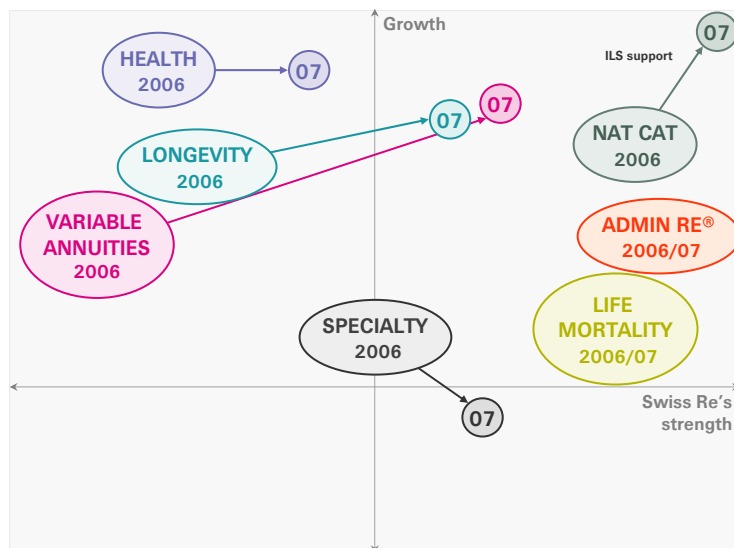 Growth
07
HEALTH
2006
07
ILS support
07
07
NAT CAT
2006
LONGEVITY
2006
VARIABLE
ANNUITIES
2006
ADMIN RE®
2006/07
LIFE
MORTALITY
2006/07
SPECIALTY
2006
07
Swiss Re's
strength